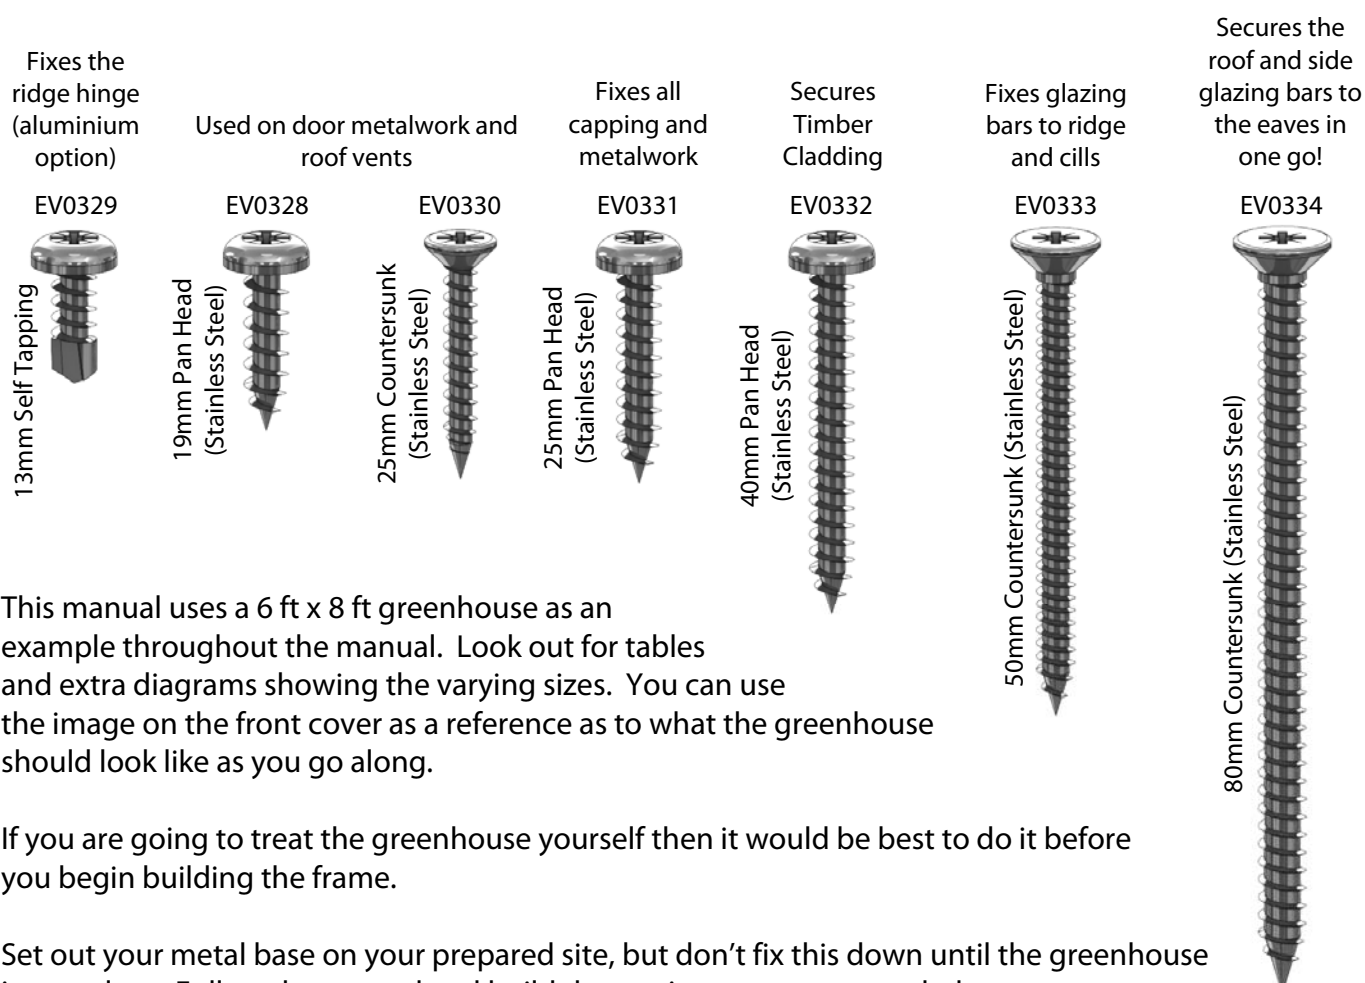 Fixes the
ridge hinge
(aluminium
option)
EV0329
13mm Self Tapping
Used on door metalwork and
roof vents
EV0328
19mm Pan Head
(Stainless Steel)
EV0330
25mm Countersunk
(Stainless Steel)
Fixes all
capping and
metalwork
EV0331
25mm Pan Head
(Stainless Steel)
Secures
Timber
Cladding
EV0332
40mm Pan Head
(Stainless Steel)
Fixes glazing
bars to ridge
and cills
EV0333
50mm Countersunk (Stainless Steel)
Secures the
roof and side
glazing bars to
the eaves in
one go!
EV0334
80mm Countersunk (Stainless Steel)
This manual uses a 6 ft x 8 ft greenhouse as an
example throughout the manual. Look out for tables
and extra diagrams showing the varying sizes. You can use
the image on the front cover as a reference as to what the greenhouse
should look like as you go along.
If you are going to treat the greenhouse yourself then it would be best to do it before
you begin building the frame.
Set out your metal base on your prepared site, but don’t fix this down until the greenhouse